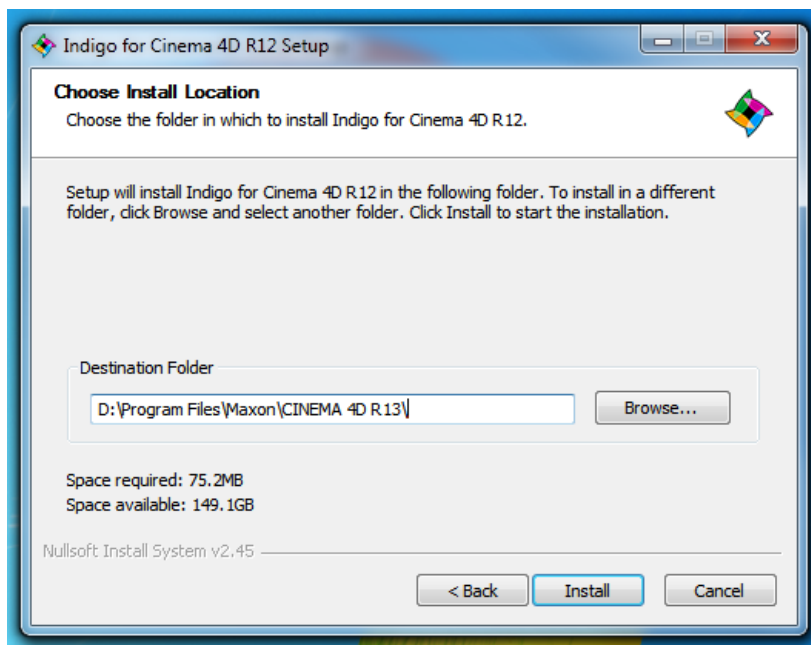 Indigo for Cinema 4D R12 Setup
Choose Install Location
Choose the folder in which to install Indigo for Cinema 4D R12.
Setup will install Indigo for Cinema 4D R12 in the following folder. To install in a different
folder, click Browse and select another folder. Click Install to start the installation.
Destination Folder
D:\Program Files\Maxon\CINEMA 4D R13\
Browse...
Space required: 75.2MB
Space available: 149.1GB
Nullsoft Install System v2.45
< Back
Install
Cancel